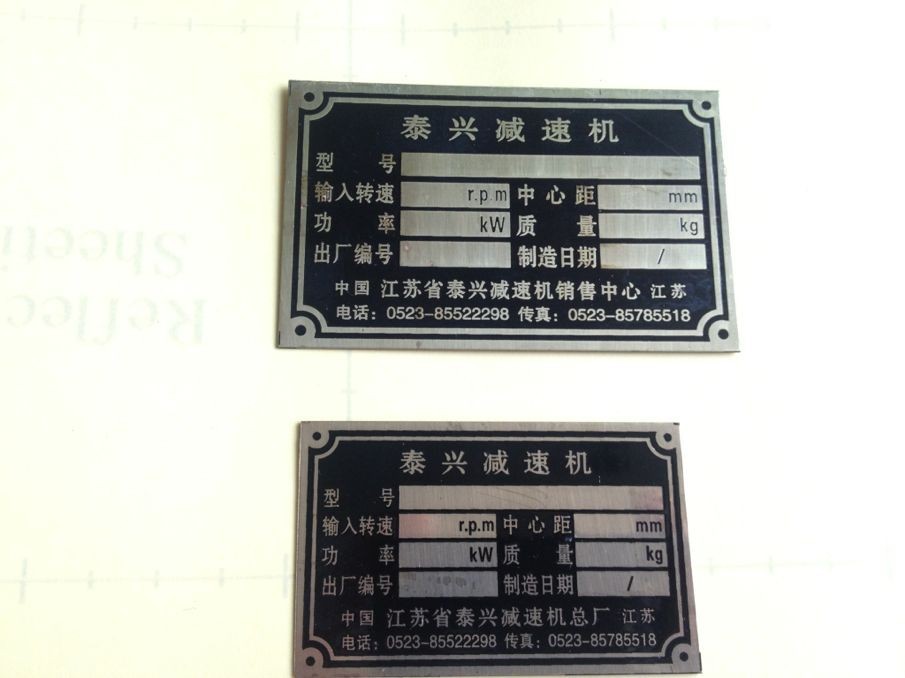 泰兴减速机
型号
输入转速 r.p.m 中心距 mm
功率 kW 质量 kg
出厂编号 制造日期 /
中国 江苏省泰兴减速机销售中心 江苏
电话：0523-85522298 传真：0523-85785518
泰兴减速机
型号
输入转速 r.p.m 中心距 mm
功率 kW 质量 kg
出厂编号 制造日期 /
中国 江苏省泰兴减速机总厂 江苏
电话：0523-85522298 传真：0523-85785518